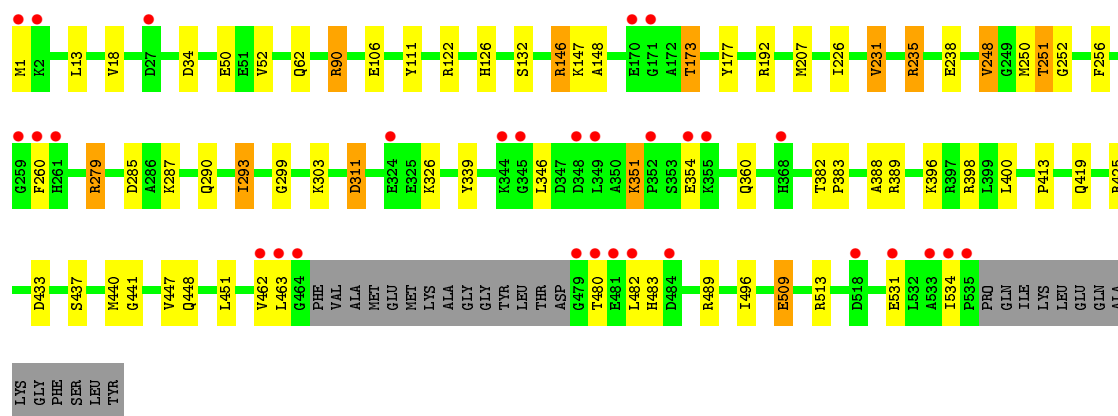 M1 K2 L13 V18 D27 D34 E50 E51 V52 Q62 R90 E106 Y111 R122 H126 S132 R146 K147 A148 E170 G171 A172 T173 Y177 R192 M207 I226 V231 R235 E238 V248 G249 M250 T251 G252 F256
G259 F260 H261 R279 D285 A286 K287 Q290 I293 G299 K303 D311 E324 E325 K326 Y339 K344 G345 L346 D347 D348 L349 A350 K351 P352 S353 E354 K355 Q360 H368 T382 P383 A388 R389 K396 R397 R398 L399 L400 P413 Q419
D433 S437 M440 G441 V447 Q448 L451 V462 L463 G464 PHE VAL ALA MET GLU MET LYS ALA GLY GLY TYR LEU THR ASP G479 T480 E481 L482 H483 D484 R489 I496 E509 R513 D518 E531 L532 A533 I534 P535 PRO GLN ILE LYS LEU GLU GLU GLN ALA
LYS GLY PHE SER LEU TYR